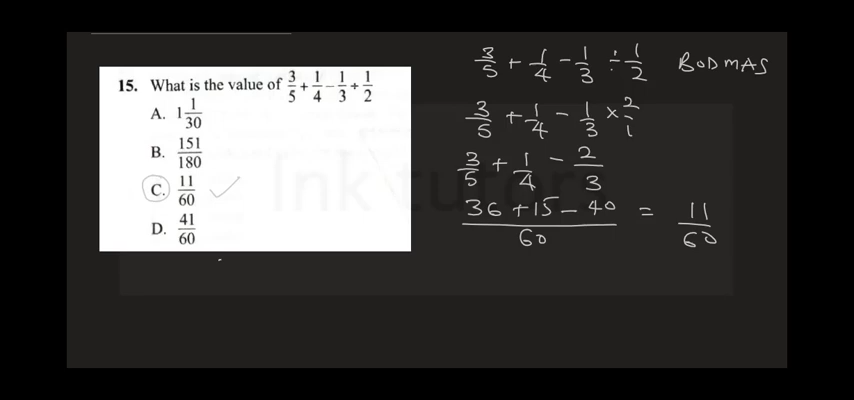 15. What is the value of 3/5 + 1/4 − 1/3 ÷ 1/2
A. 1 1/30
B. 151/180
C. 11/60 ✓
D. 41/60
3/5 + 1/4 − 1/3 ÷ 1/2 BODMAS
3/5 + 1/4 − 1/3 × 2/1
3/5 + 1/4 − 2/3
36 + 15 − 40 / 60 = 11/60
Ink tutors